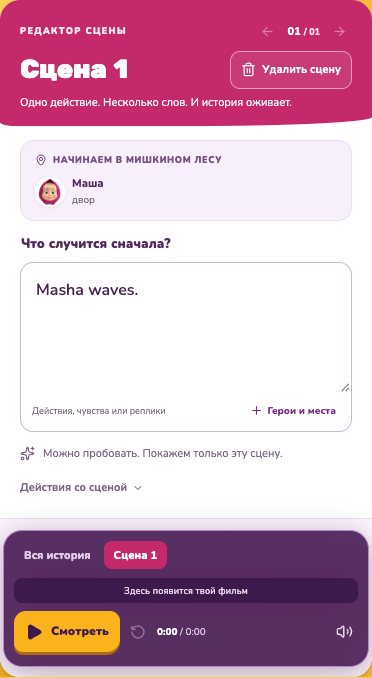 РЕДАКТОР СЦЕНЫ
01 / 01
Сцена 1
Удалить сцену
Одно действие. Несколько слов. И история оживает.
НАЧИНАЕМ В МИШКИНОМ ЛЕСУ
Маша
двор
Что случится сначала?
Masha waves.
Действия, чувства или реплики
Герои и места
Можно пробовать. Покажем только эту сцену.
Действия со сценой
Вся история
Сцена 1
Здесь появится твой фильм
Смотреть
0:00 / 0:00